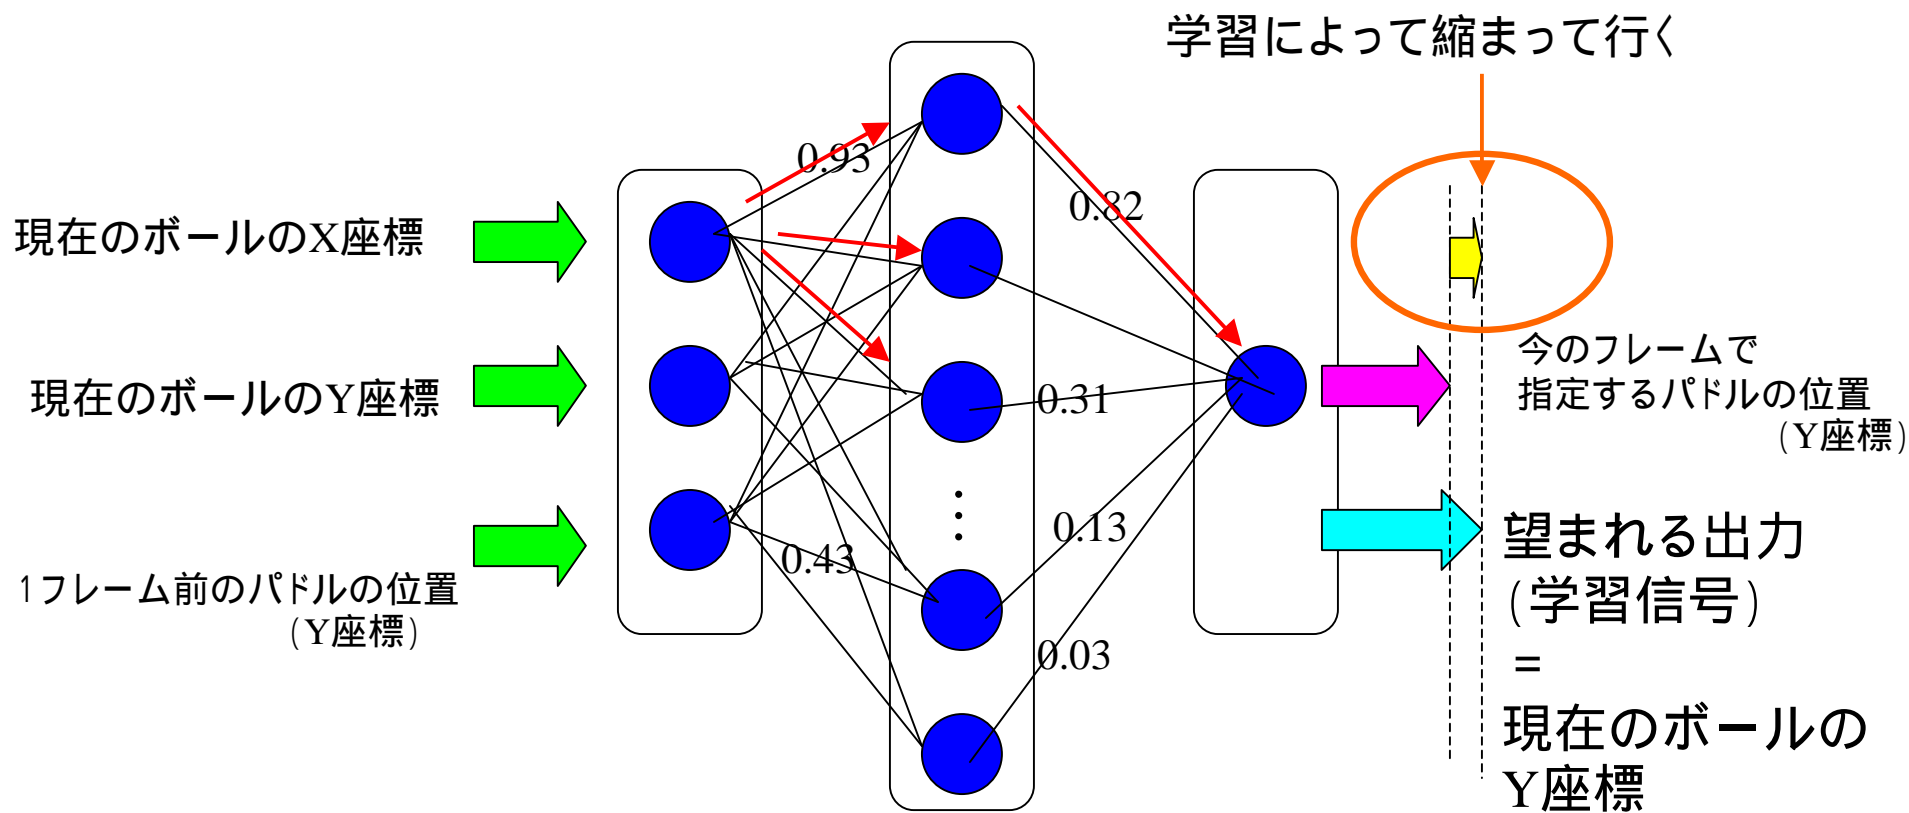 学習によって縮まって行く
0.93
0.82
現在のボールのX座標
今のフレームで
指定するパドルの位置
(Y座標)
現在のボールのY座標
0.31
0.13
望まれる出力
(学習信号)
=
0.43
1フレーム前のパドルの位置
(Y座標)
0.03
現在のボールの
Y座標